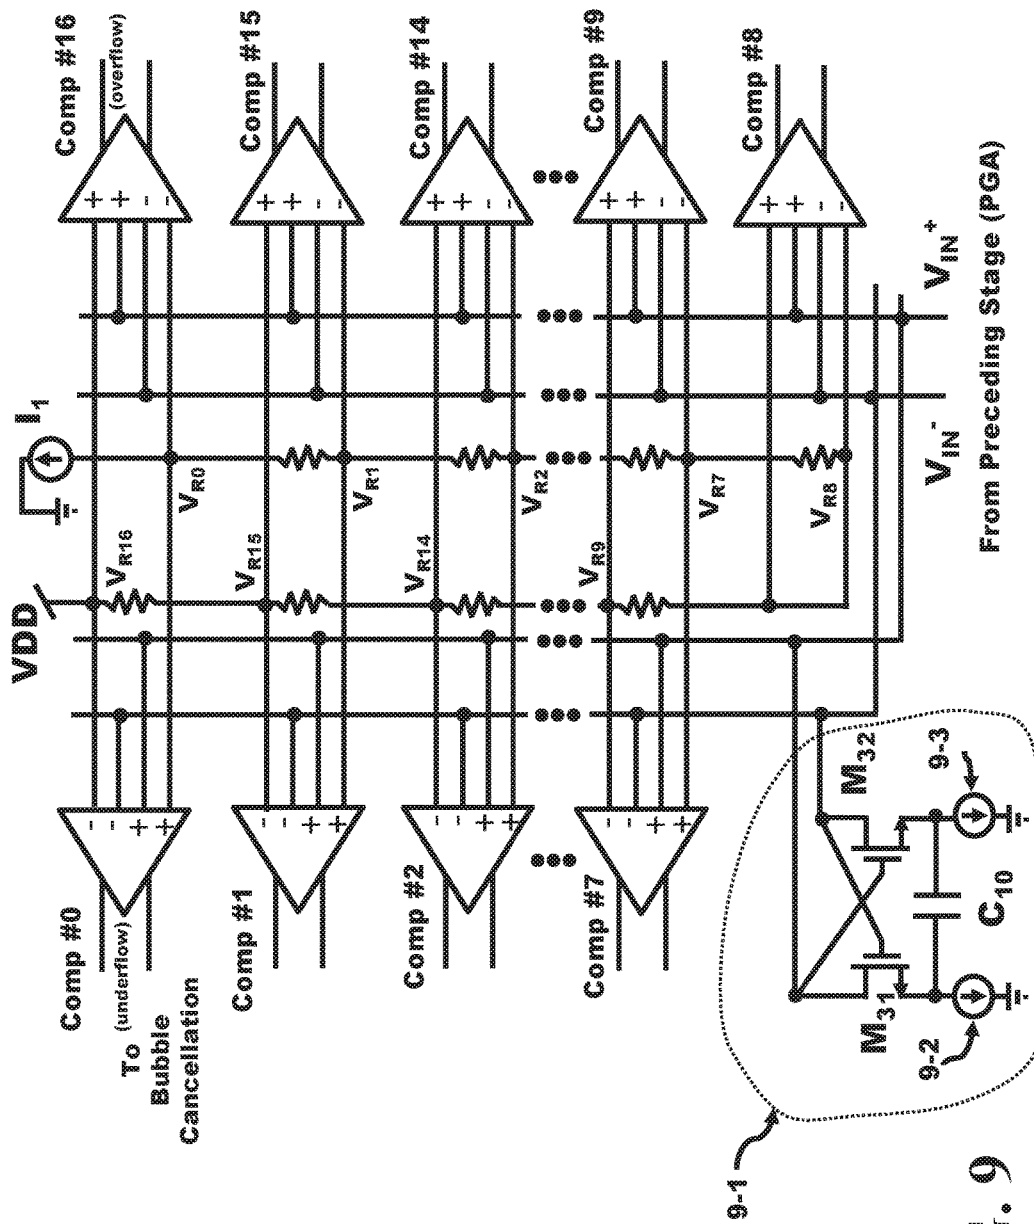 Comp #0
(underflow)
To
Bubble
Cancellation
Comp #1
Comp #2
Comp #7
Comp #16
(overflow)
Comp #15
Comp #14
Comp #9
Comp #8
VDD
I1
VR16
VR0
VR15
VR1
VR14
VR2
VR9
VR7
VR8
- - + +
- - + +
- - + +
- - + +
+ + - -
+ + - -
+ + - -
+ + - -
+ + - -
VIN-
VIN+
From Preceding Stage (PGA)
9-1
M31
M32
C10
9-2
9-3
9